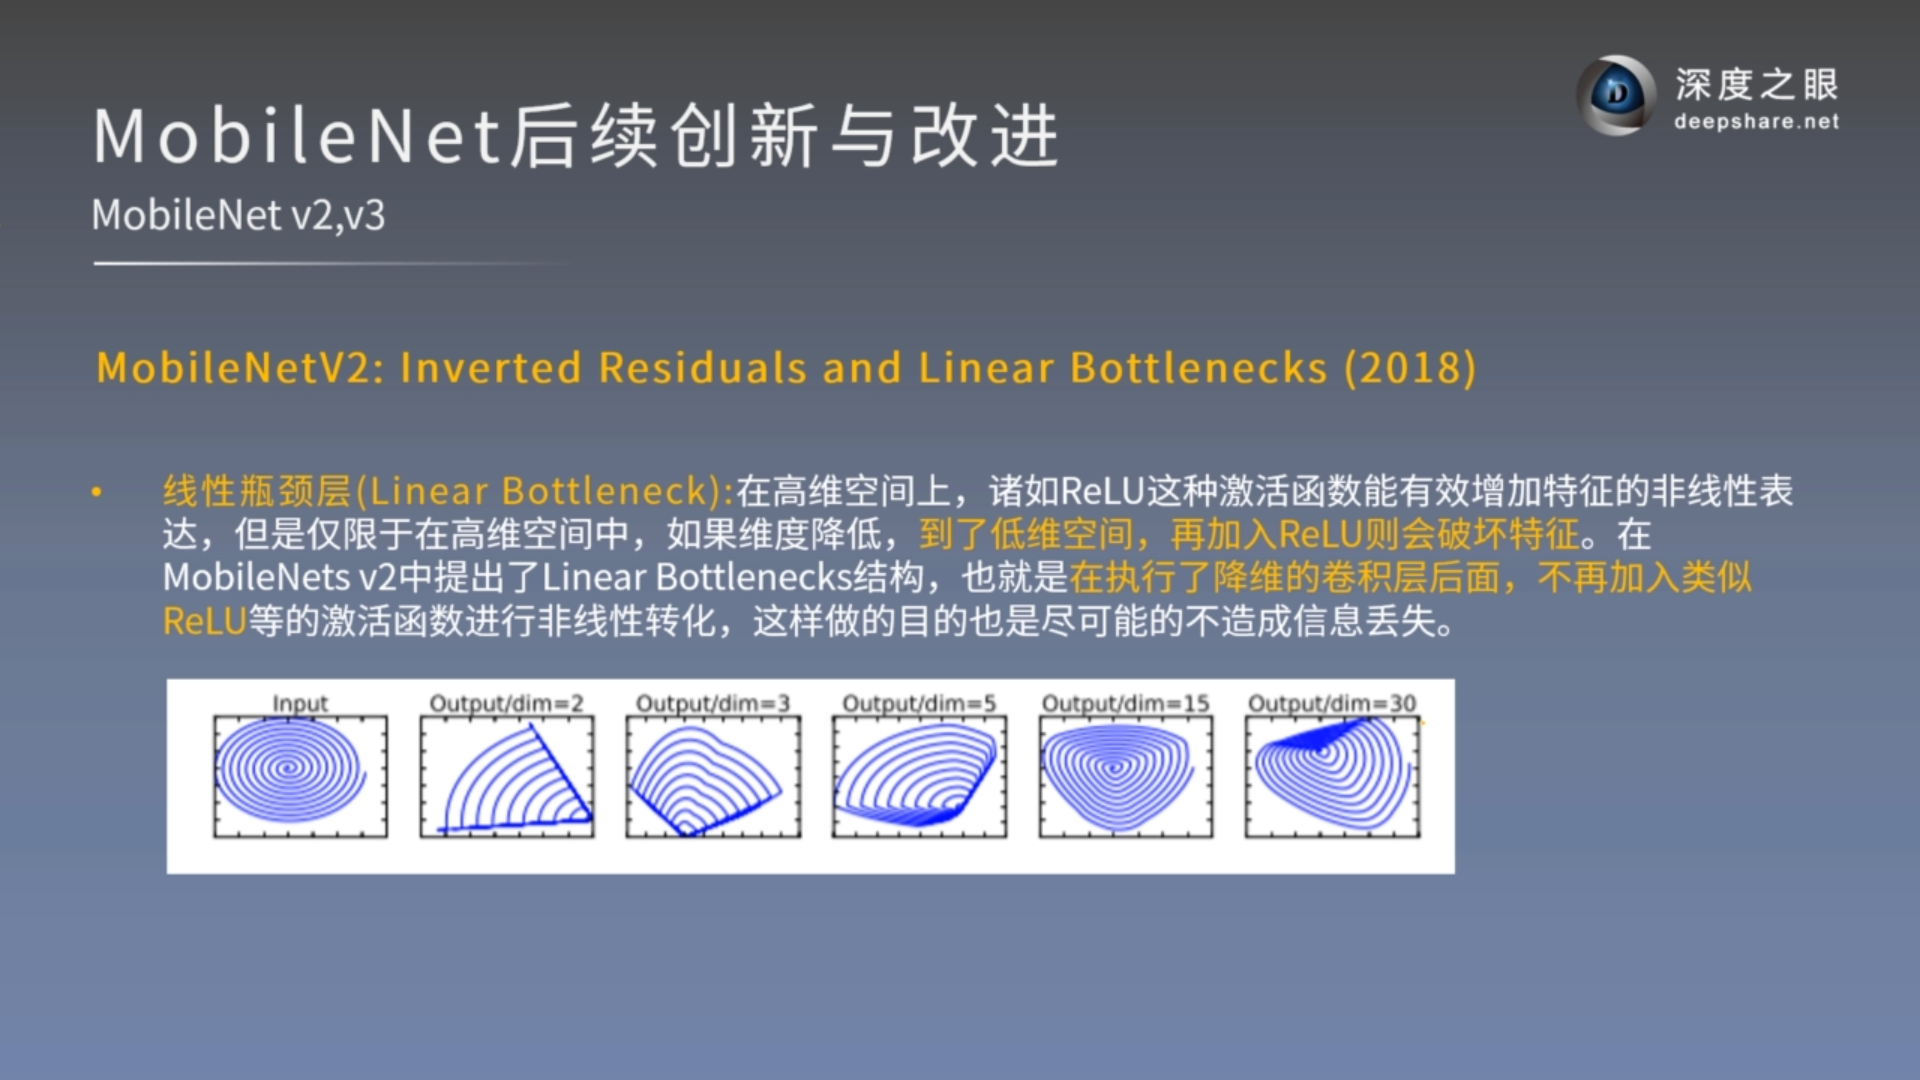 深度之眼
deepshare.net
MobileNet后续创新与改进
MobileNet v2,v3
MobileNetV2: Inverted Residuals and Linear Bottlenecks (2018)
• 线性瓶颈层(Linear Bottleneck):在高维空间上，诸如ReLU这种激活函数能有效增加特征的非线性表
达，但是仅限于在高维空间中，如果维度降低，到了低维空间，再加入ReLU则会破坏特征。在
MobileNets v2中提出了Linear Bottlenecks结构，也就是在执行了降维的卷积层后面，不再加入类似
ReLU等的激活函数进行非线性转化，这样做的目的也是尽可能的不造成信息丢失。
Input Output/dim=2 Output/dim=3 Output/dim=5 Output/dim=15 Output/dim=30